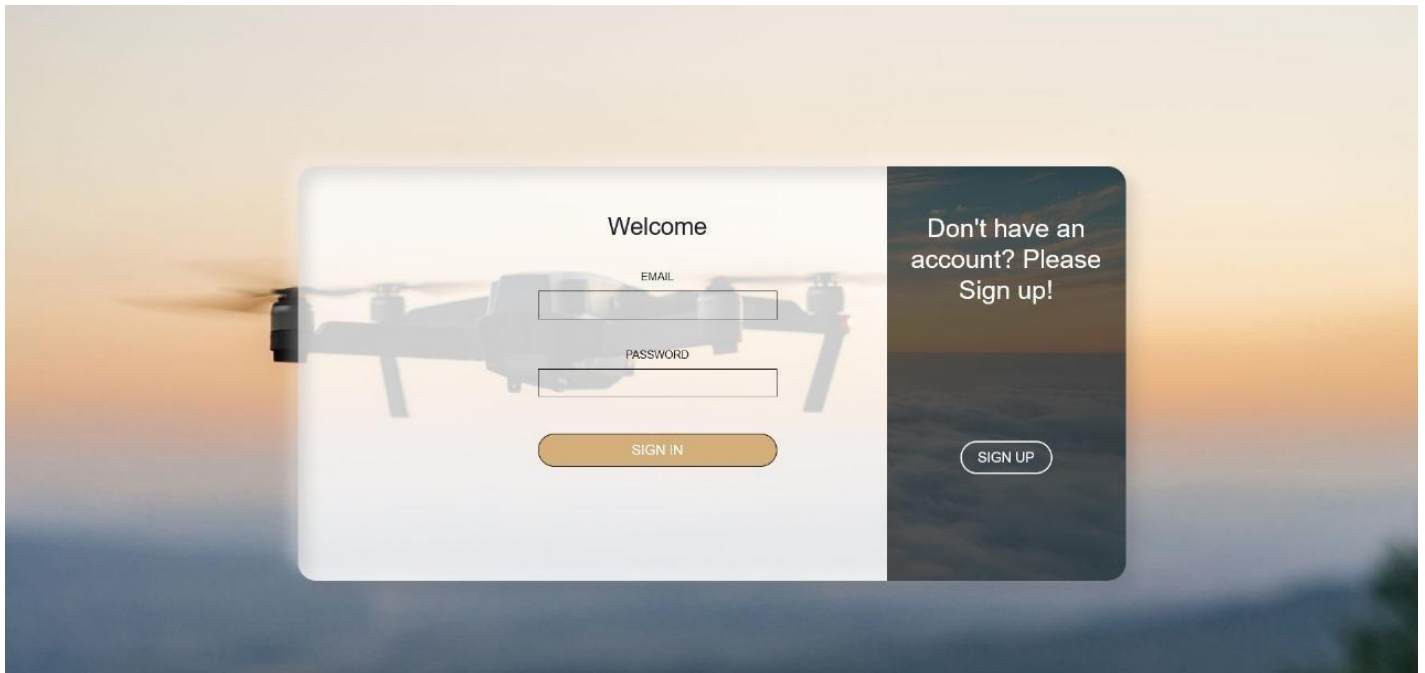 Welcome
EMAIL
PASSWORD
SIGN IN
Don't have an
account? Please
Sign up!
SIGN UP